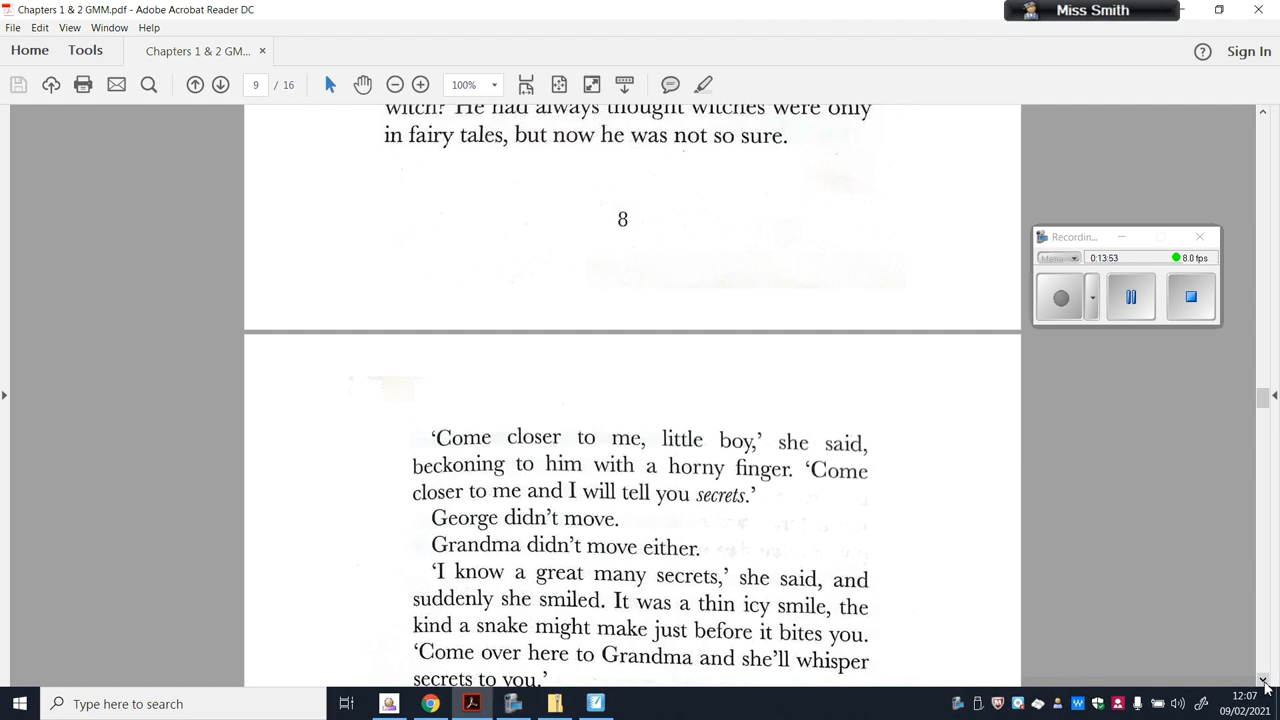 Chapters 1 & 2 GMM.pdf - Adobe Acrobat Reader DC
Miss Smith
File Edit View Window Help
Home Tools Chapters 1 & 2 GM... × Sign In
9 / 16 100%
witch? He had always thought witches were only
in fairy tales, but now he was not so sure.
8
Recordin...
Menu 0:13:53 8.0 fps
‘Come closer to me, little boy,’ she said,
beckoning to him with a horny finger. ‘Come
closer to me and I will tell you secrets.’
George didn’t move.
Grandma didn’t move either.
‘I know a great many secrets,’ she said, and
suddenly she smiled. It was a thin icy smile, the
kind a snake might make just before it bites you.
‘Come over here to Grandma and she’ll whisper
secrets to you.’
Type here to search
12:07
09/02/2021